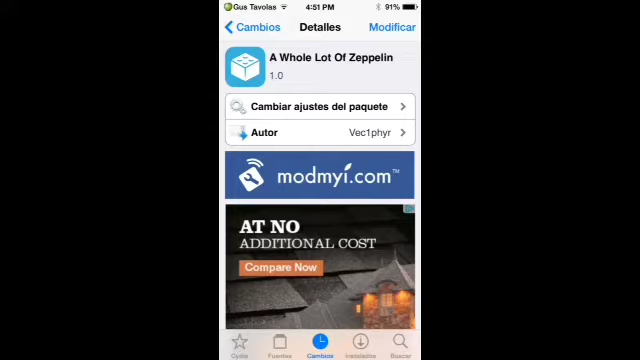 Gus Tavolas 4:51 PM 91%
Cambios Detalles Modificar
A Whole Lot Of Zeppelin
1.0
Cambiar ajustes del paquete
Autor Vec1phyr
modmyi.com™
AT NO
ADDITIONAL COST
Compare Now
Cydia Fuentes Cambios Instalados Buscar